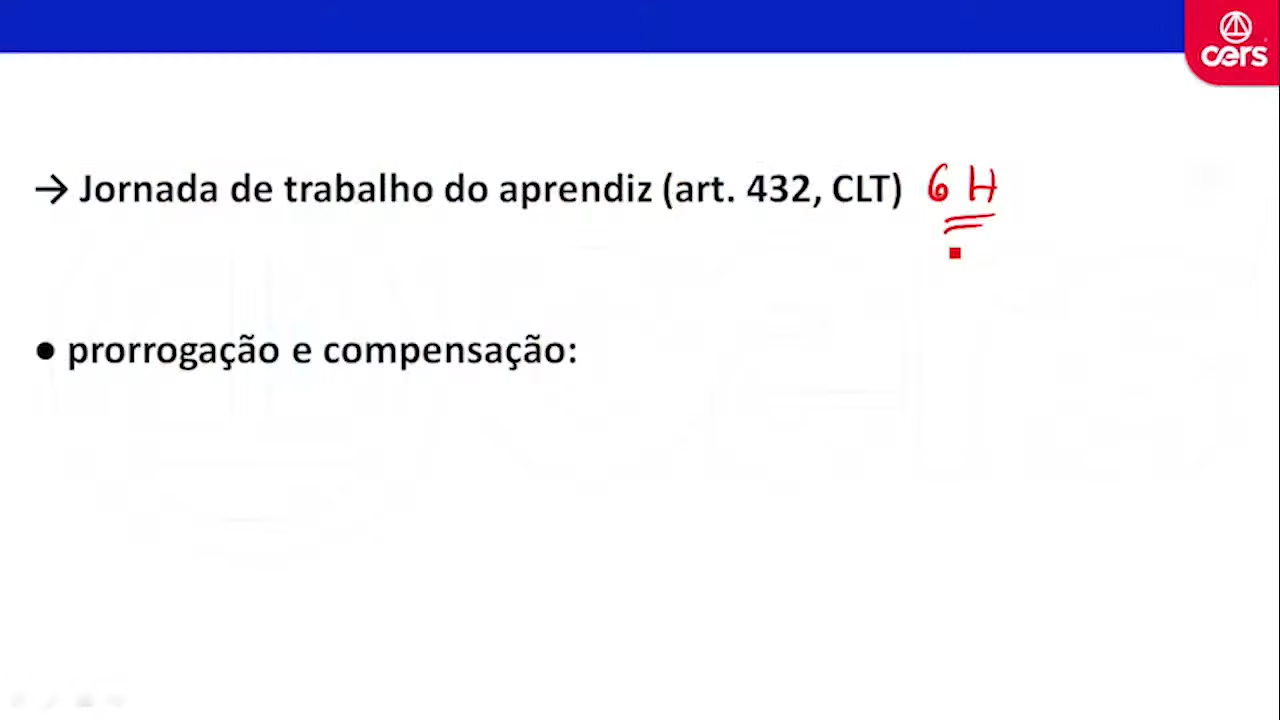 cers
→ Jornada de trabalho do aprendiz (art. 432, CLT) 6 H
● prorrogação e compensação: